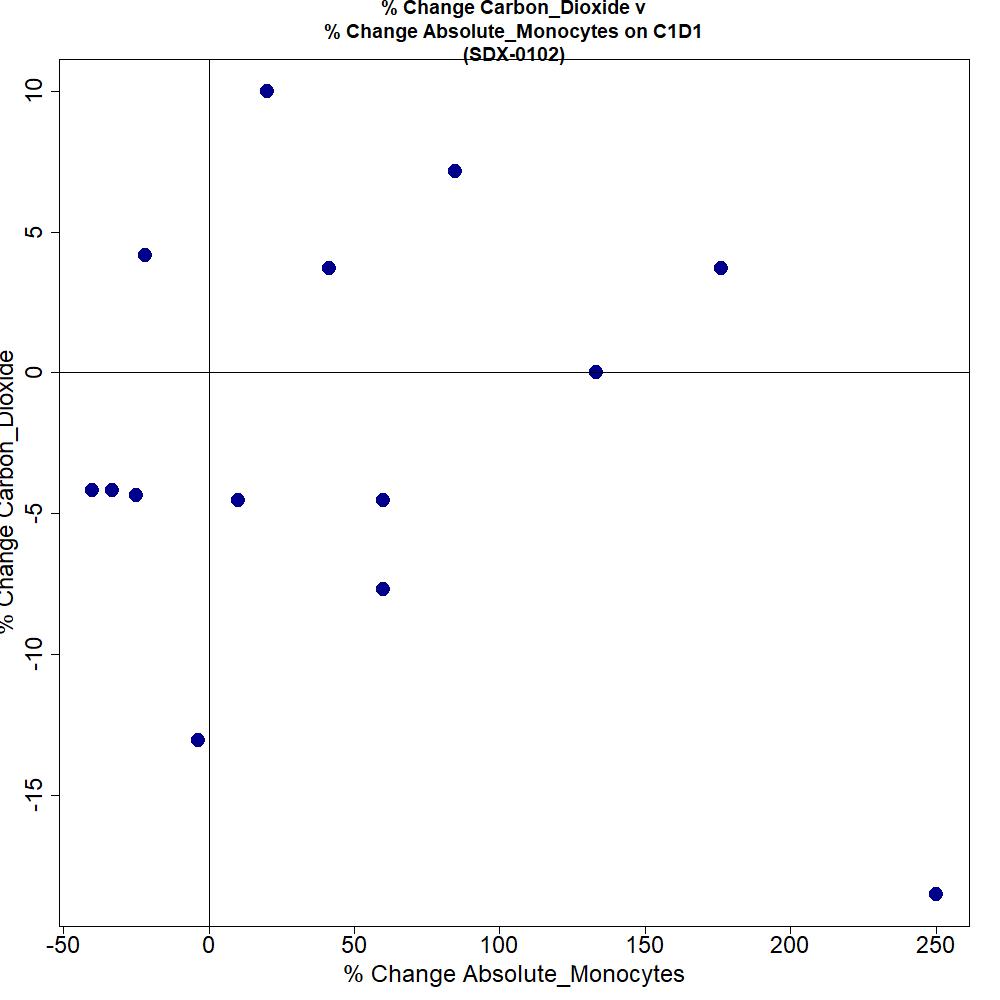 % Change Carbon_Dioxide v
% Change Absolute_Monocytes on C1D1
(SDX-0102)
% Change Carbon_Dioxide
10
5
0
-5
-10
-15
-50
0
50
100
150
200
250
% Change Absolute_Monocytes